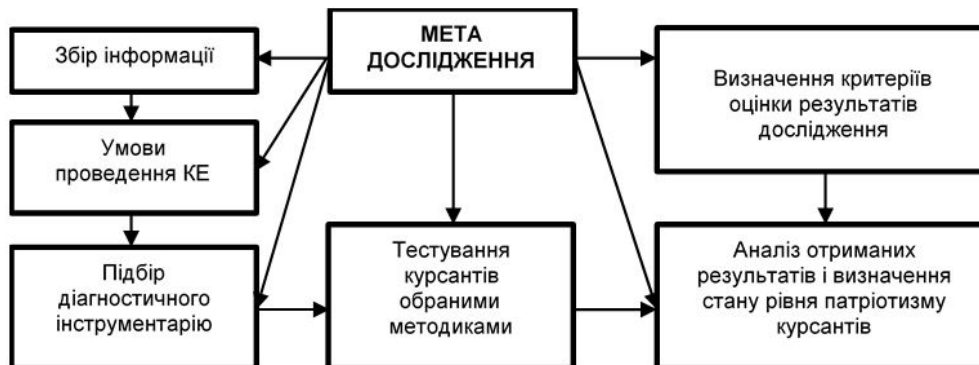 МЕТА
ДОСЛІДЖЕННЯ
Збір інформації
Умови
проведення КЕ
Підбір
діагностичного
інструментарію
Тестування
курсантів
обраними
методиками
Визначення критеріїв
оцінки результатів
дослідження
Аналіз отриманих
результатів і визначення
стану рівня патріотизму
курсантів